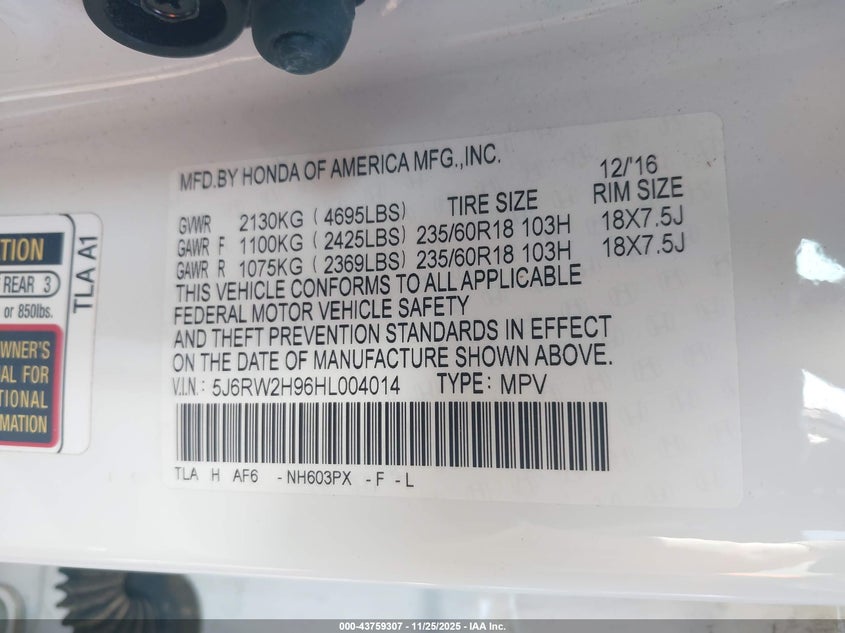 MFD.BY HONDA OF AMERICA MFG.,INC. 12/'16
TIRE SIZE RIM SIZE
GVWR 2130KG ( 4695LBS)
GAWR F 1100KG ( 2425LBS) 235/60R18 103H 18X7.5J
GAWR R 1075KG ( 2369LBS) 235/60R18 103H 18X7.5J
THIS VEHICLE CONFORMS TO ALL APPLICABLE
FEDERAL MOTOR VEHICLE SAFETY
AND THEFT PREVENTION STANDARDS IN EFFECT
ON THE DATE OF MANUFACTURE SHOWN ABOVE.
V.I.N.: 5J6RW2H96HL004014 TYPE: MPV
TLA H AF6 -NH603PX -F -L
TION
REAR 3
or 850lbs.
WNER'S
AL FOR
TIONAL
MATION
TLA A1
000-43759307 - 11/25/2025 - IAA Inc.